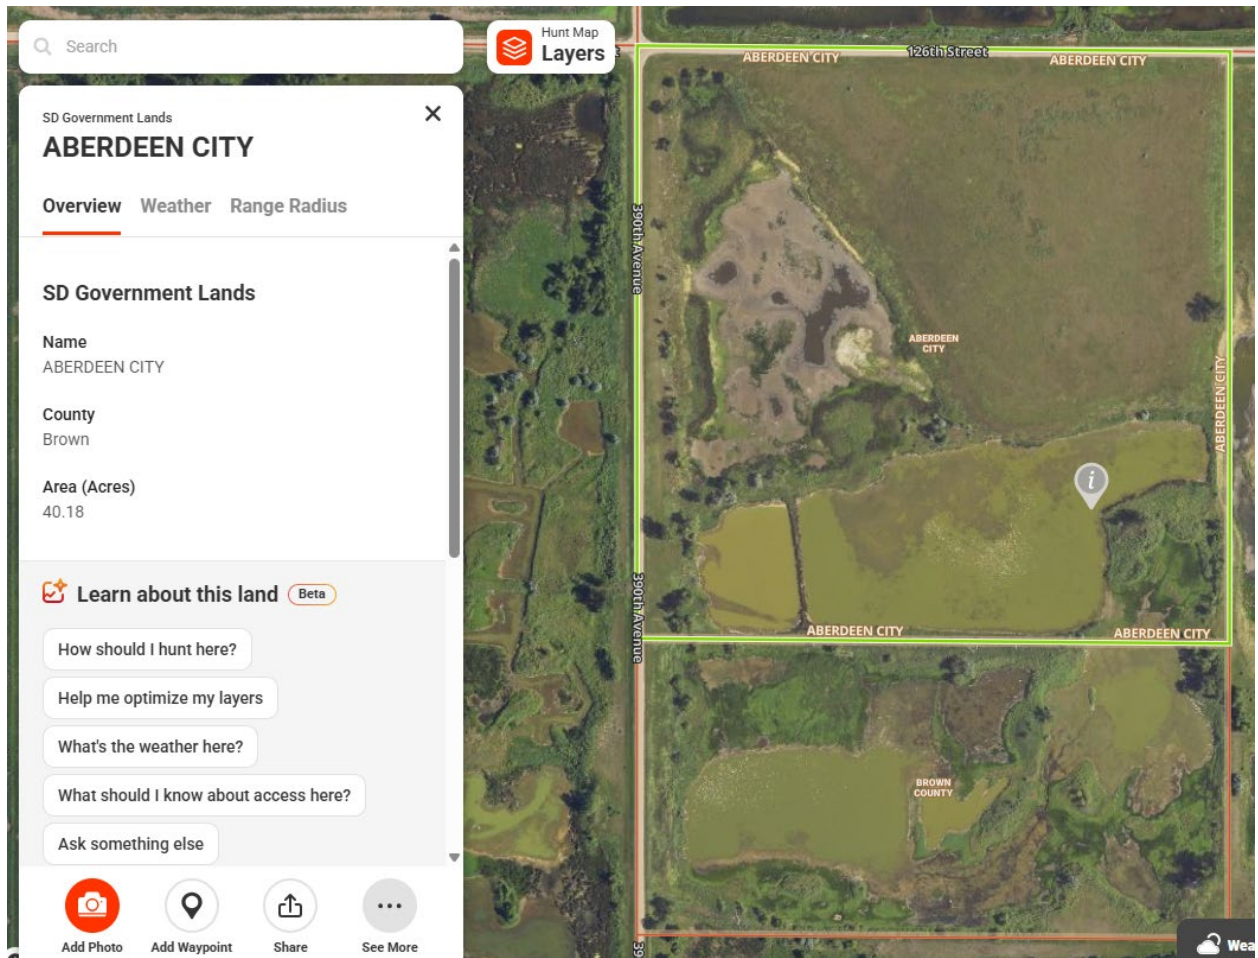 Search
Hunt Map
Layers
SD Government Lands
ABERDEEN CITY
Overview Weather Range Radius
SD Government Lands
Name
ABERDEEN CITY
County
Brown
Area (Acres)
40.18
Learn about this land Beta
How should I hunt here?
Help me optimize my layers
What's the weather here?
What should I know about access here?
Ask something else
Add Photo Add Waypoint Share See More
ABERDEEN CITY
126th Street
ABERDEEN CITY
390th Avenue
ABERDEEN
CITY
ABERDEEN CITY
i
390th Avenue
ABERDEEN CITY
ABERDEEN CITY
BROWN
COUNTY
39
Wea